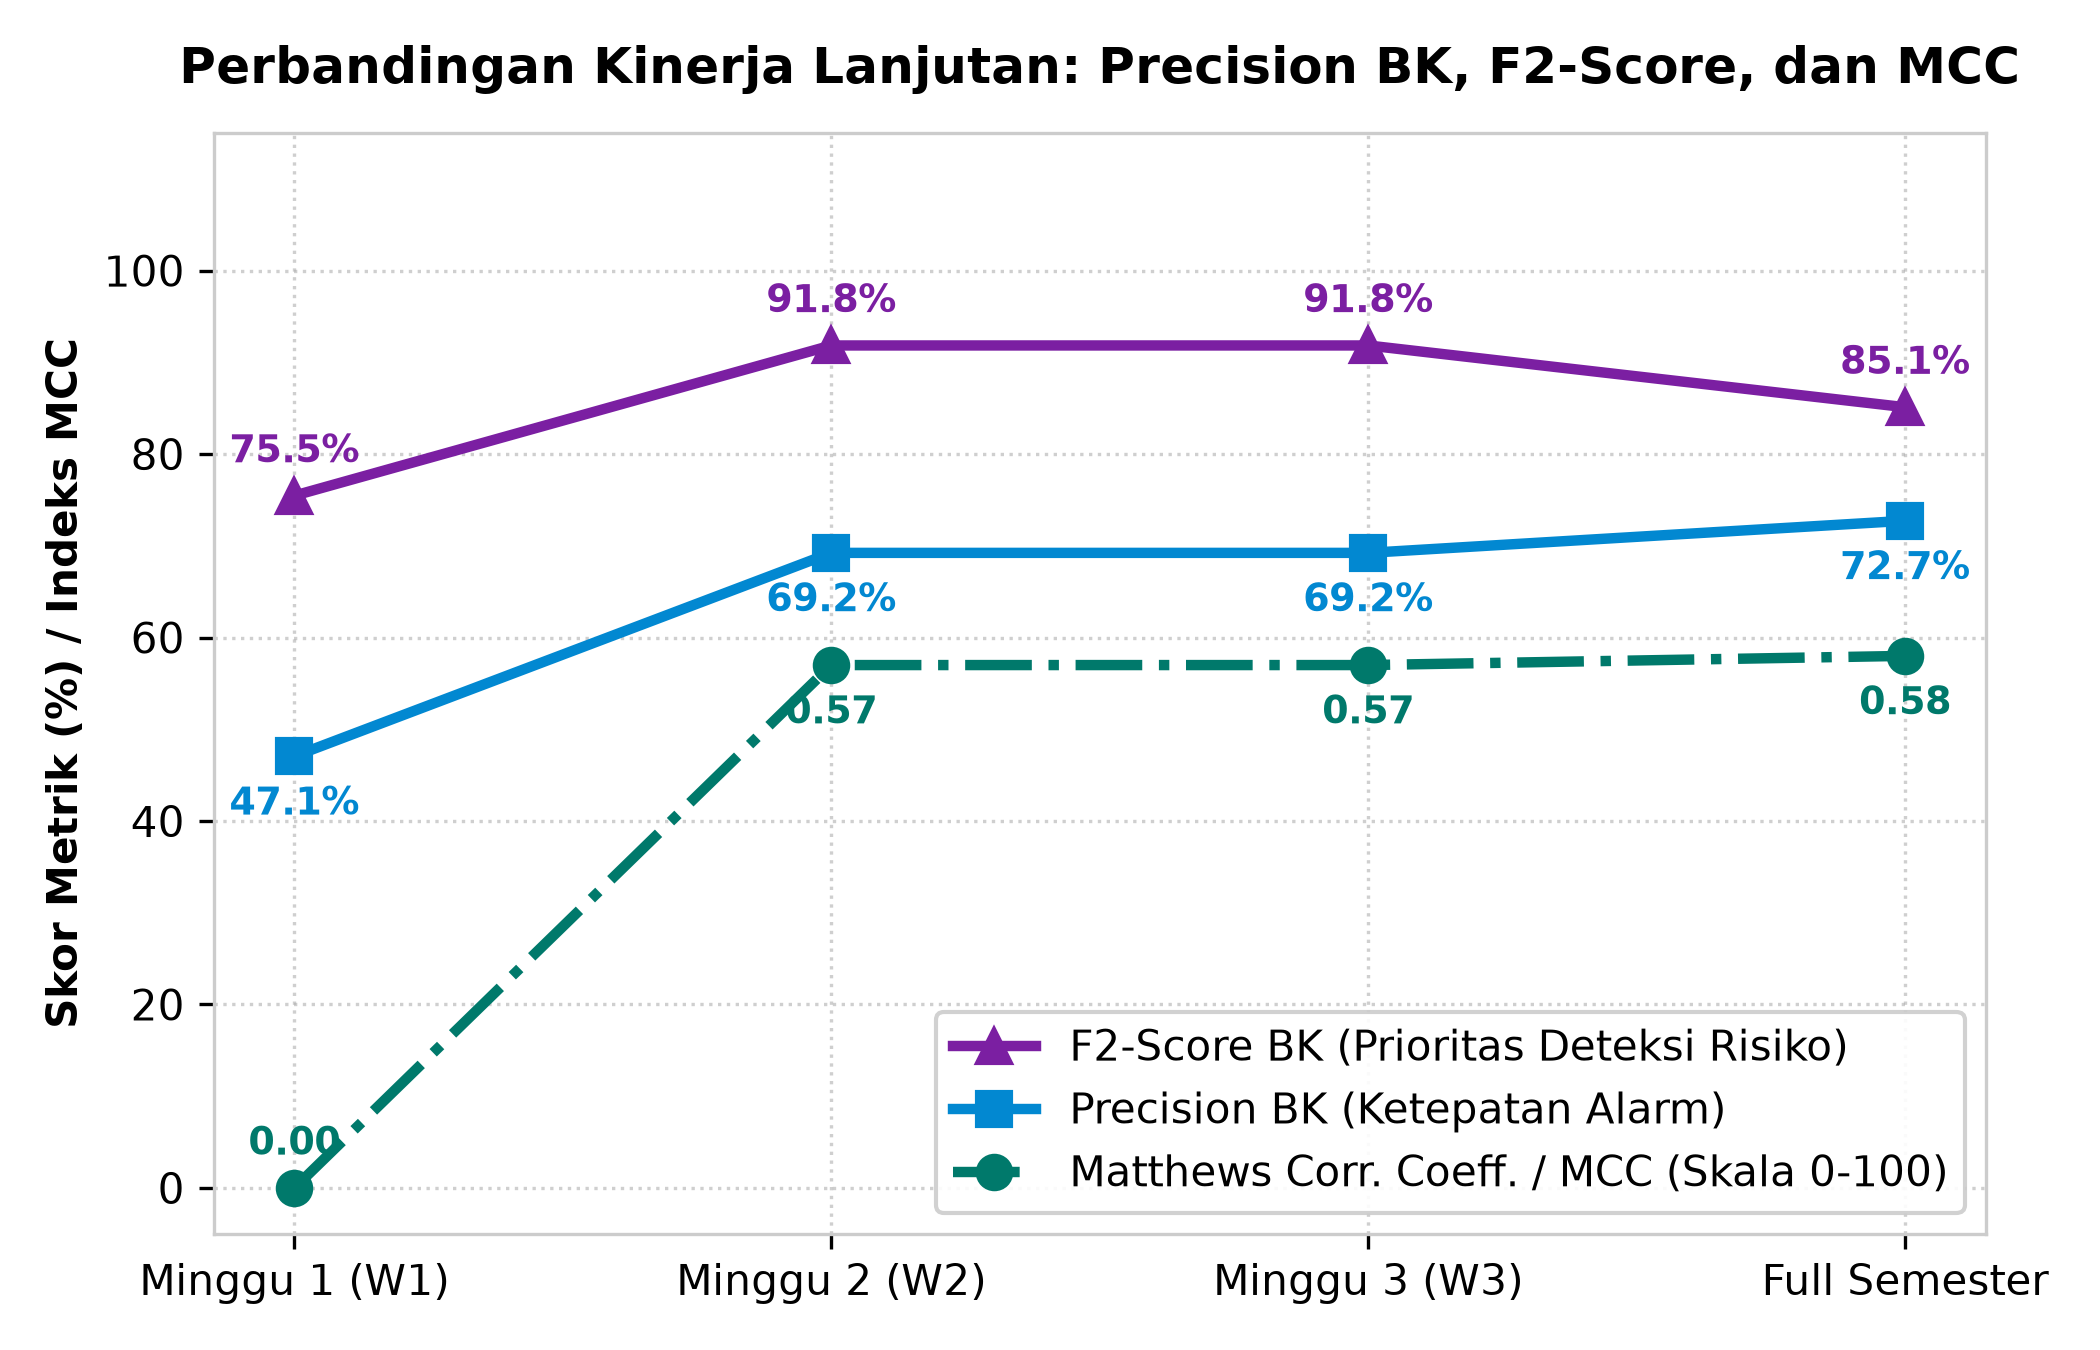 Perbandingan Kinerja Lanjutan: Precision BK, F2-Score, dan MCC
Skor Metrik (%) / Indeks MCC
100
80
60
40
20
0
75.5%
91.8%
91.8%
85.1%
47.1%
69.2%
69.2%
72.7%
0.00
0.57
0.57
0.58
F2-Score BK (Prioritas Deteksi Risiko)
Precision BK (Ketepatan Alarm)
Matthews Corr. Coeff. / MCC (Skala 0-100)
Minggu 1 (W1)
Minggu 2 (W2)
Minggu 3 (W3)
Full Semester